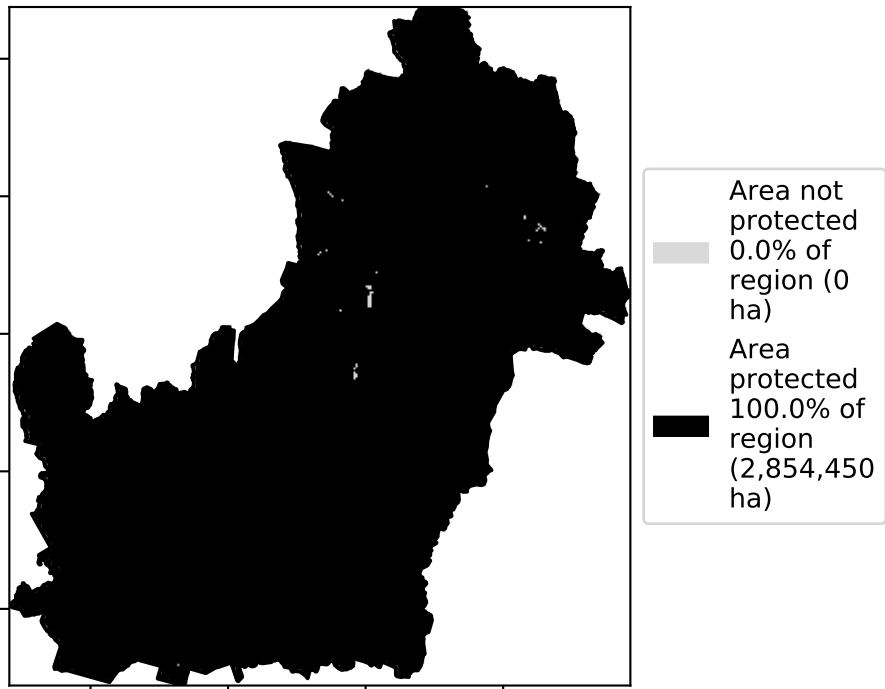 Area not
protected
0.0% of
region (0
ha)
Area
protected
100.0% of
region
(2,854,450
ha)